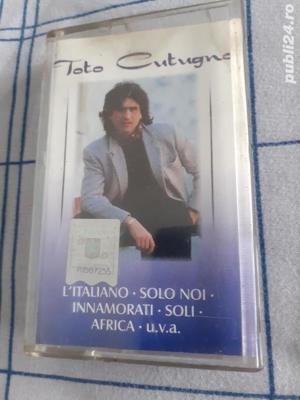 publi24.ro
Toto Cutugno
L'ITALIANO · SOLO NOI ·
INNAMORATI · SOLI ·
AFRICA · u.v.a.